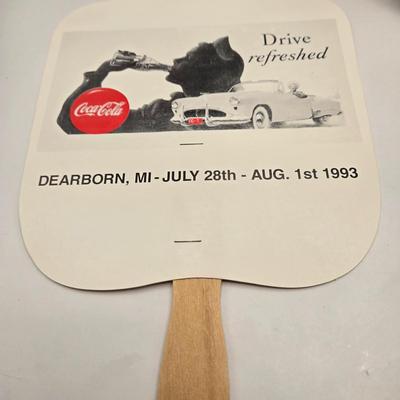 Drive
refreshed
Coca-Cola
DEARBORN, MI - JULY 28th - AUG. 1st 1993